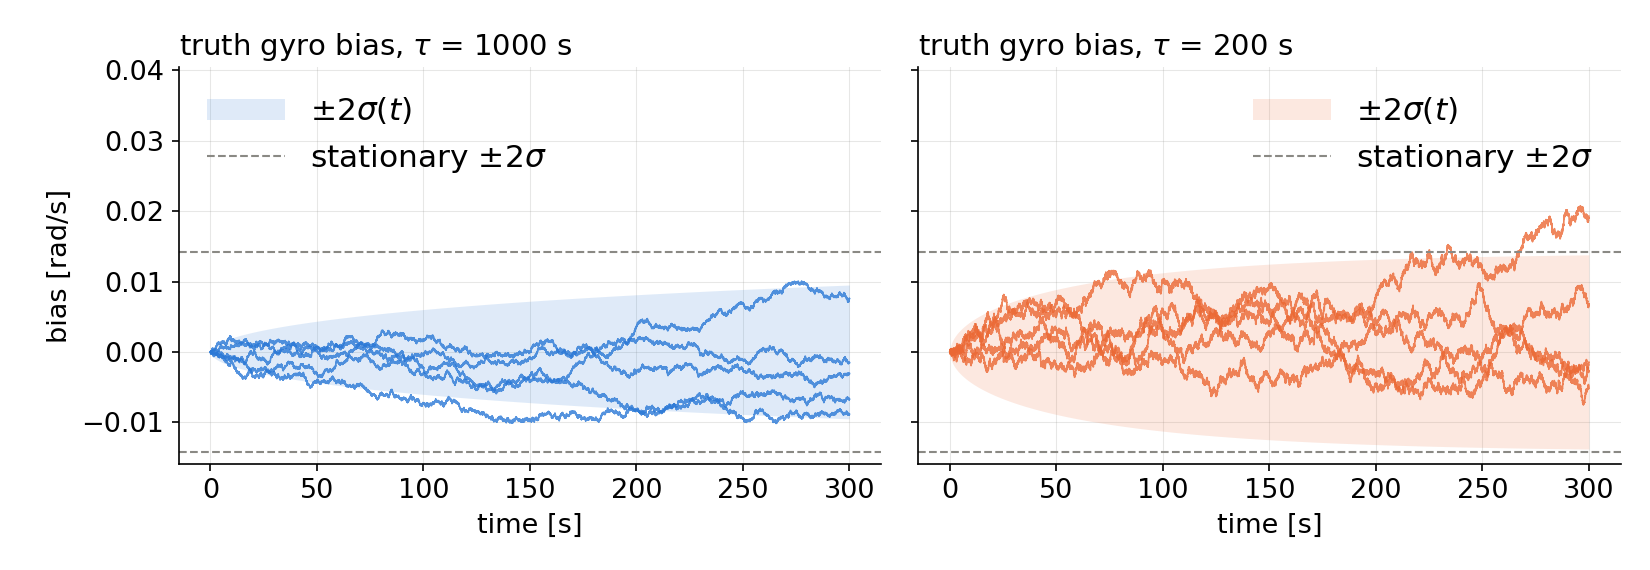 truth gyro bias, τ = 1000 s
±2σ(t)
stationary ±2σ
0.04
0.03
0.02
0.01
0.00
−0.01
bias [rad/s]
0 50 100 150 200 250 300
time [s]
truth gyro bias, τ = 200 s
±2σ(t)
stationary ±2σ
0 50 100 150 200 250 300
time [s]